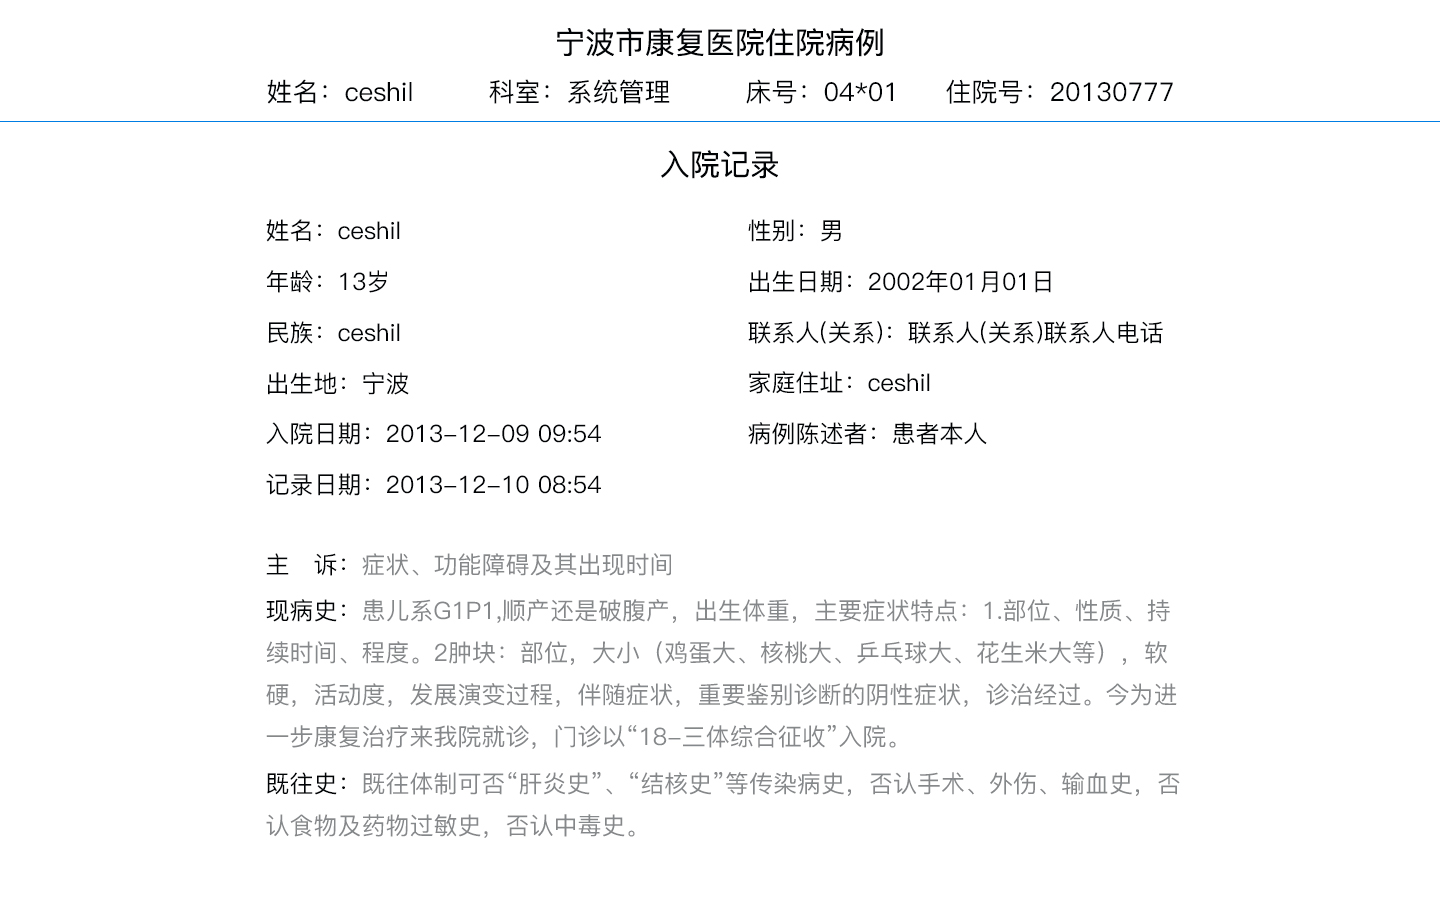 宁波市康复医院住院病例
姓名：ceshil 科室：系统管理 床号：04*01 住院号：20130777
入院记录
姓名：ceshil 性别：男
年龄：13岁 出生日期：2002年01月01日
民族：ceshil 联系人(关系)：联系人(关系)联系人电话
出生地：宁波 家庭住址：ceshil
入院日期：2013-12-09 09:54 病例陈述者：患者本人
记录日期：2013-12-10 08:54
主 诉：症状、功能障碍及其出现时间
现病史：患儿系G1P1,顺产还是破腹产，出生体重，主要症状特点：1.部位、性质、持
续时间、程度。2肿块：部位，大小（鸡蛋大、核桃大、乒乓球大、花生米大等），软
硬，活动度，发展演变过程，伴随症状，重要鉴别诊断的阴性症状，诊治经过。今为进
一步康复治疗来我院就诊，门诊以“18-三体综合征收”入院。
既往史：既往体制可否“肝炎史”、“结核史”等传染病史，否认手术、外伤、输血史，否
认食物及药物过敏史，否认中毒史。